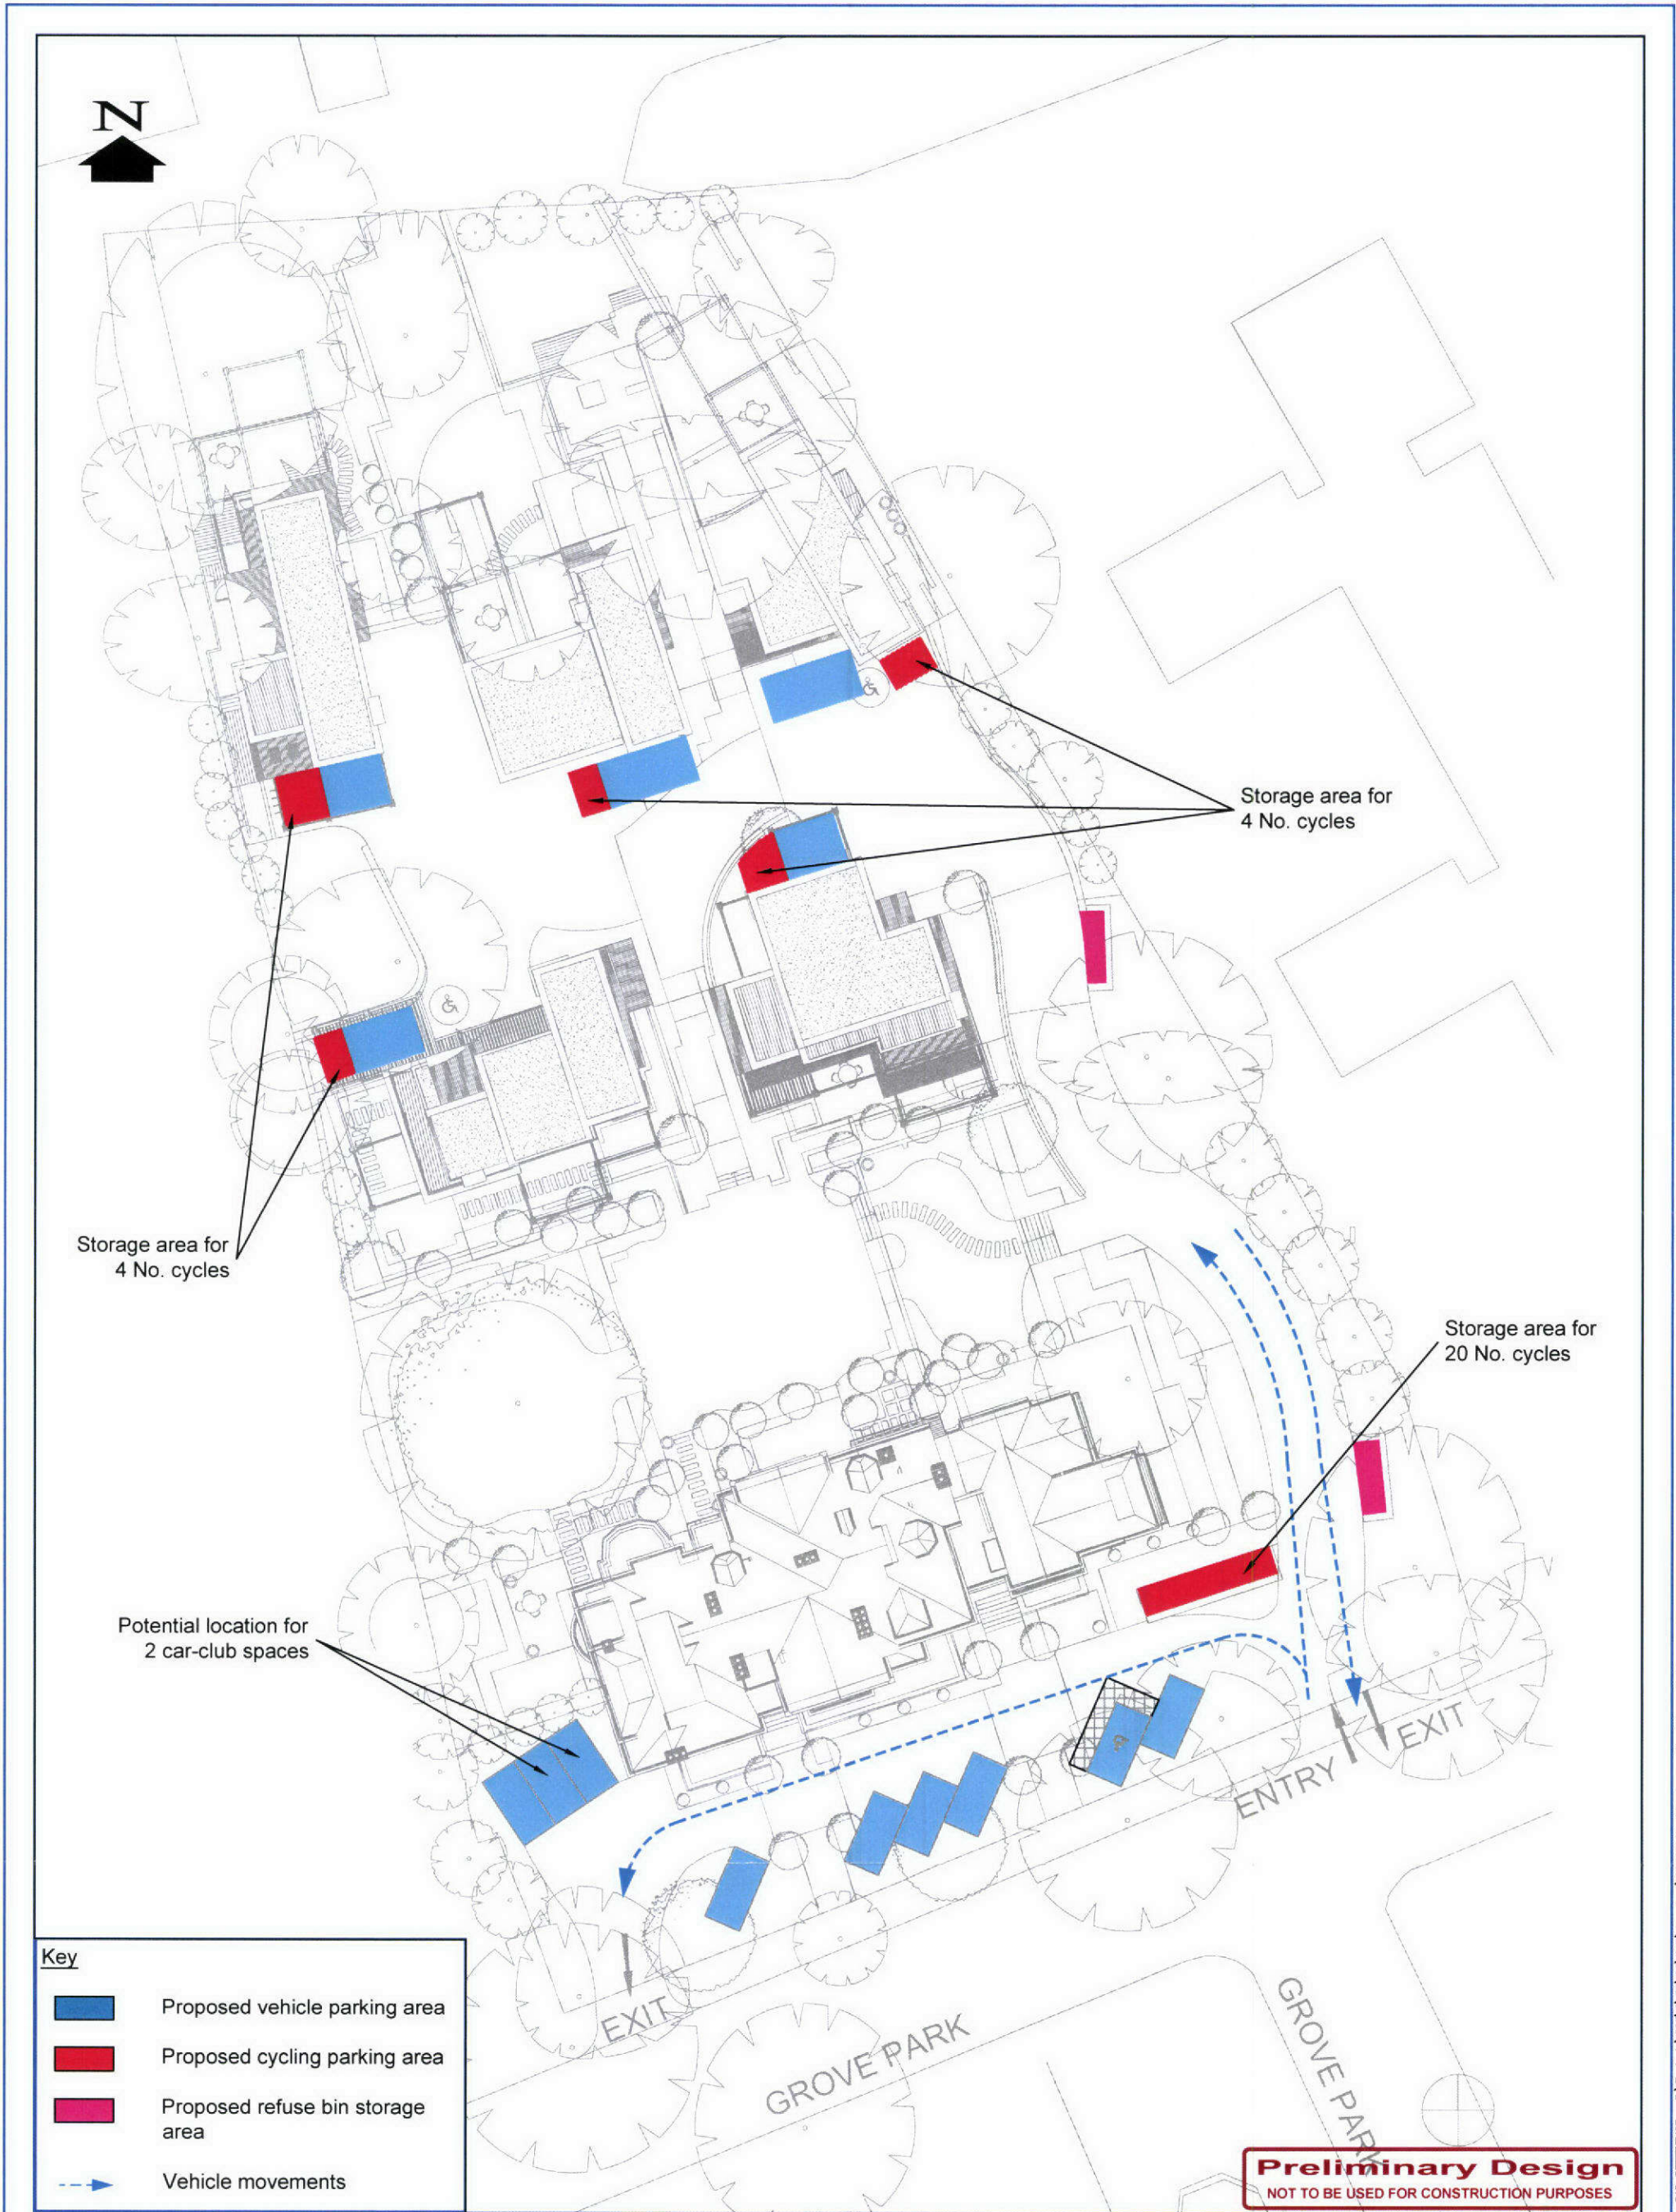 N
Storage area for
4 No. cycles
Storage area for
4 No. cycles
Storage area for
20 No. cycles
Potential location for
2 car-club spaces
ENTRY
EXIT
EXIT
GROVE PARK
GROVE PARK
Key
Proposed vehicle parking area
Proposed cycling parking area
Proposed refuse bin storage
area
Vehicle movements
Preliminary Design
NOT TO BE USED FOR CONSTRUCTION PURPOSES